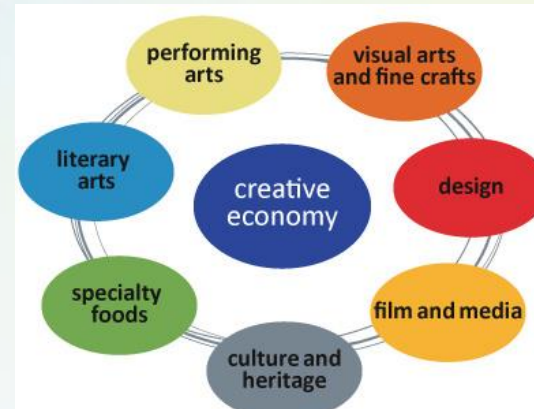 performing
arts
visual arts
and fine crafts
literary
arts
creative
economy
design
specialty
foods
film and media
culture and
heritage